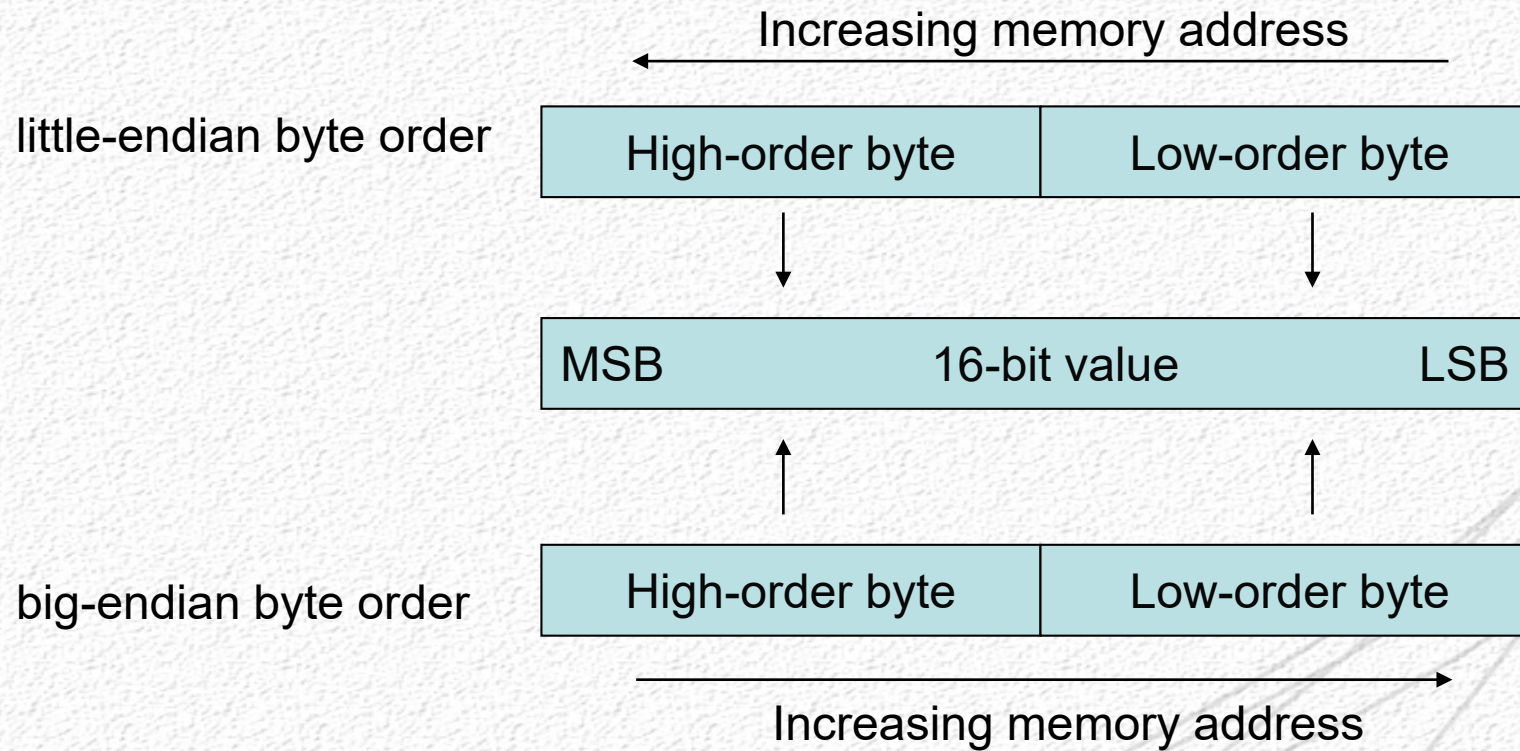 Increasing memory address
little-endian byte order
High-order byte
Low-order byte
MSB
16-bit value
LSB
big-endian byte order
High-order byte
Low-order byte
Increasing memory address